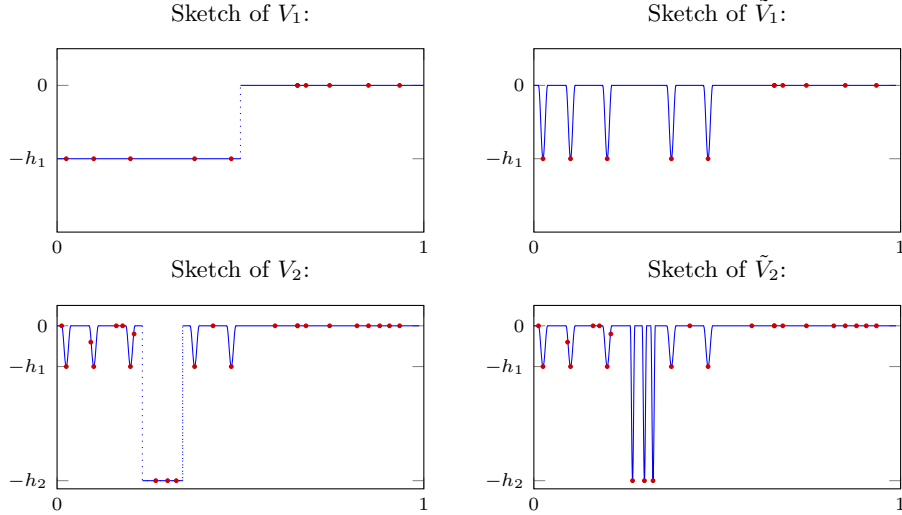 Sketch of V₁:
0
−h₁
0
1
Sketch of Ṽ₁:
0
−h₁
0
1
Sketch of V₂:
0
−h₁
−h₂
0
1
Sketch of Ṽ₂:
0
−h₁
−h₂
0
1